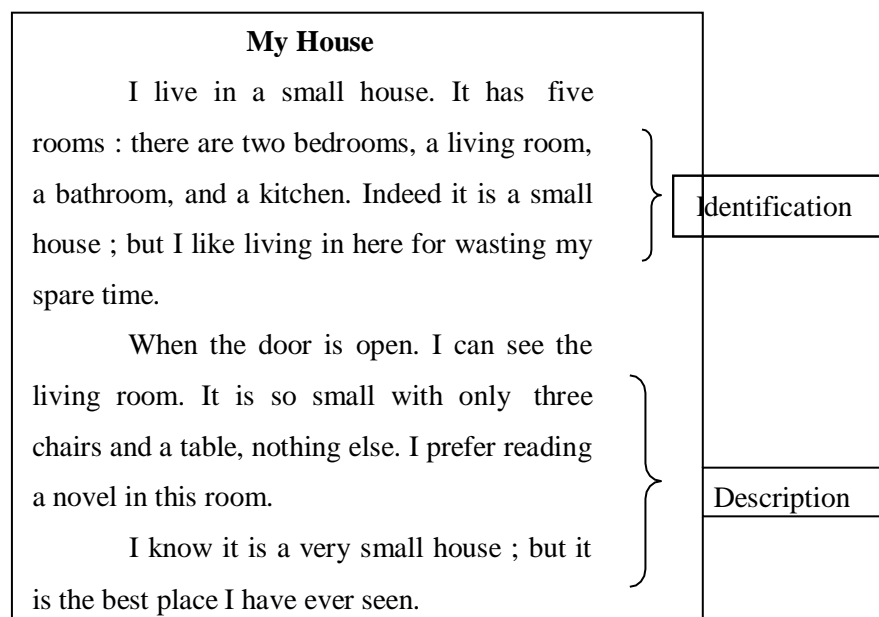 My House
I live in a small house. It has five
rooms : there are two bedrooms, a living room,
a bathroom, and a kitchen. Indeed it is a small
house ; but I like living in here for wasting my
spare time.
Identification
When the door is open. I can see the
living room. It is so small with only three
chairs and a table, nothing else. I prefer reading
a novel in this room.
Description
I know it is a very small house ; but it
is the best place I have ever seen.